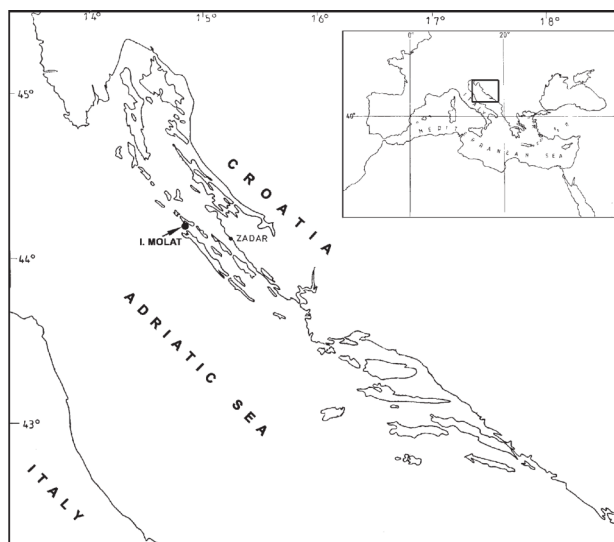 14° 15° 16° 17° 18°
45°
44°
43°
CROATIA
ZADAR
I. MOLAT
ADRIATIC SEA
ITALY
0° 20°
40°
MEDITERRANEAN SEA